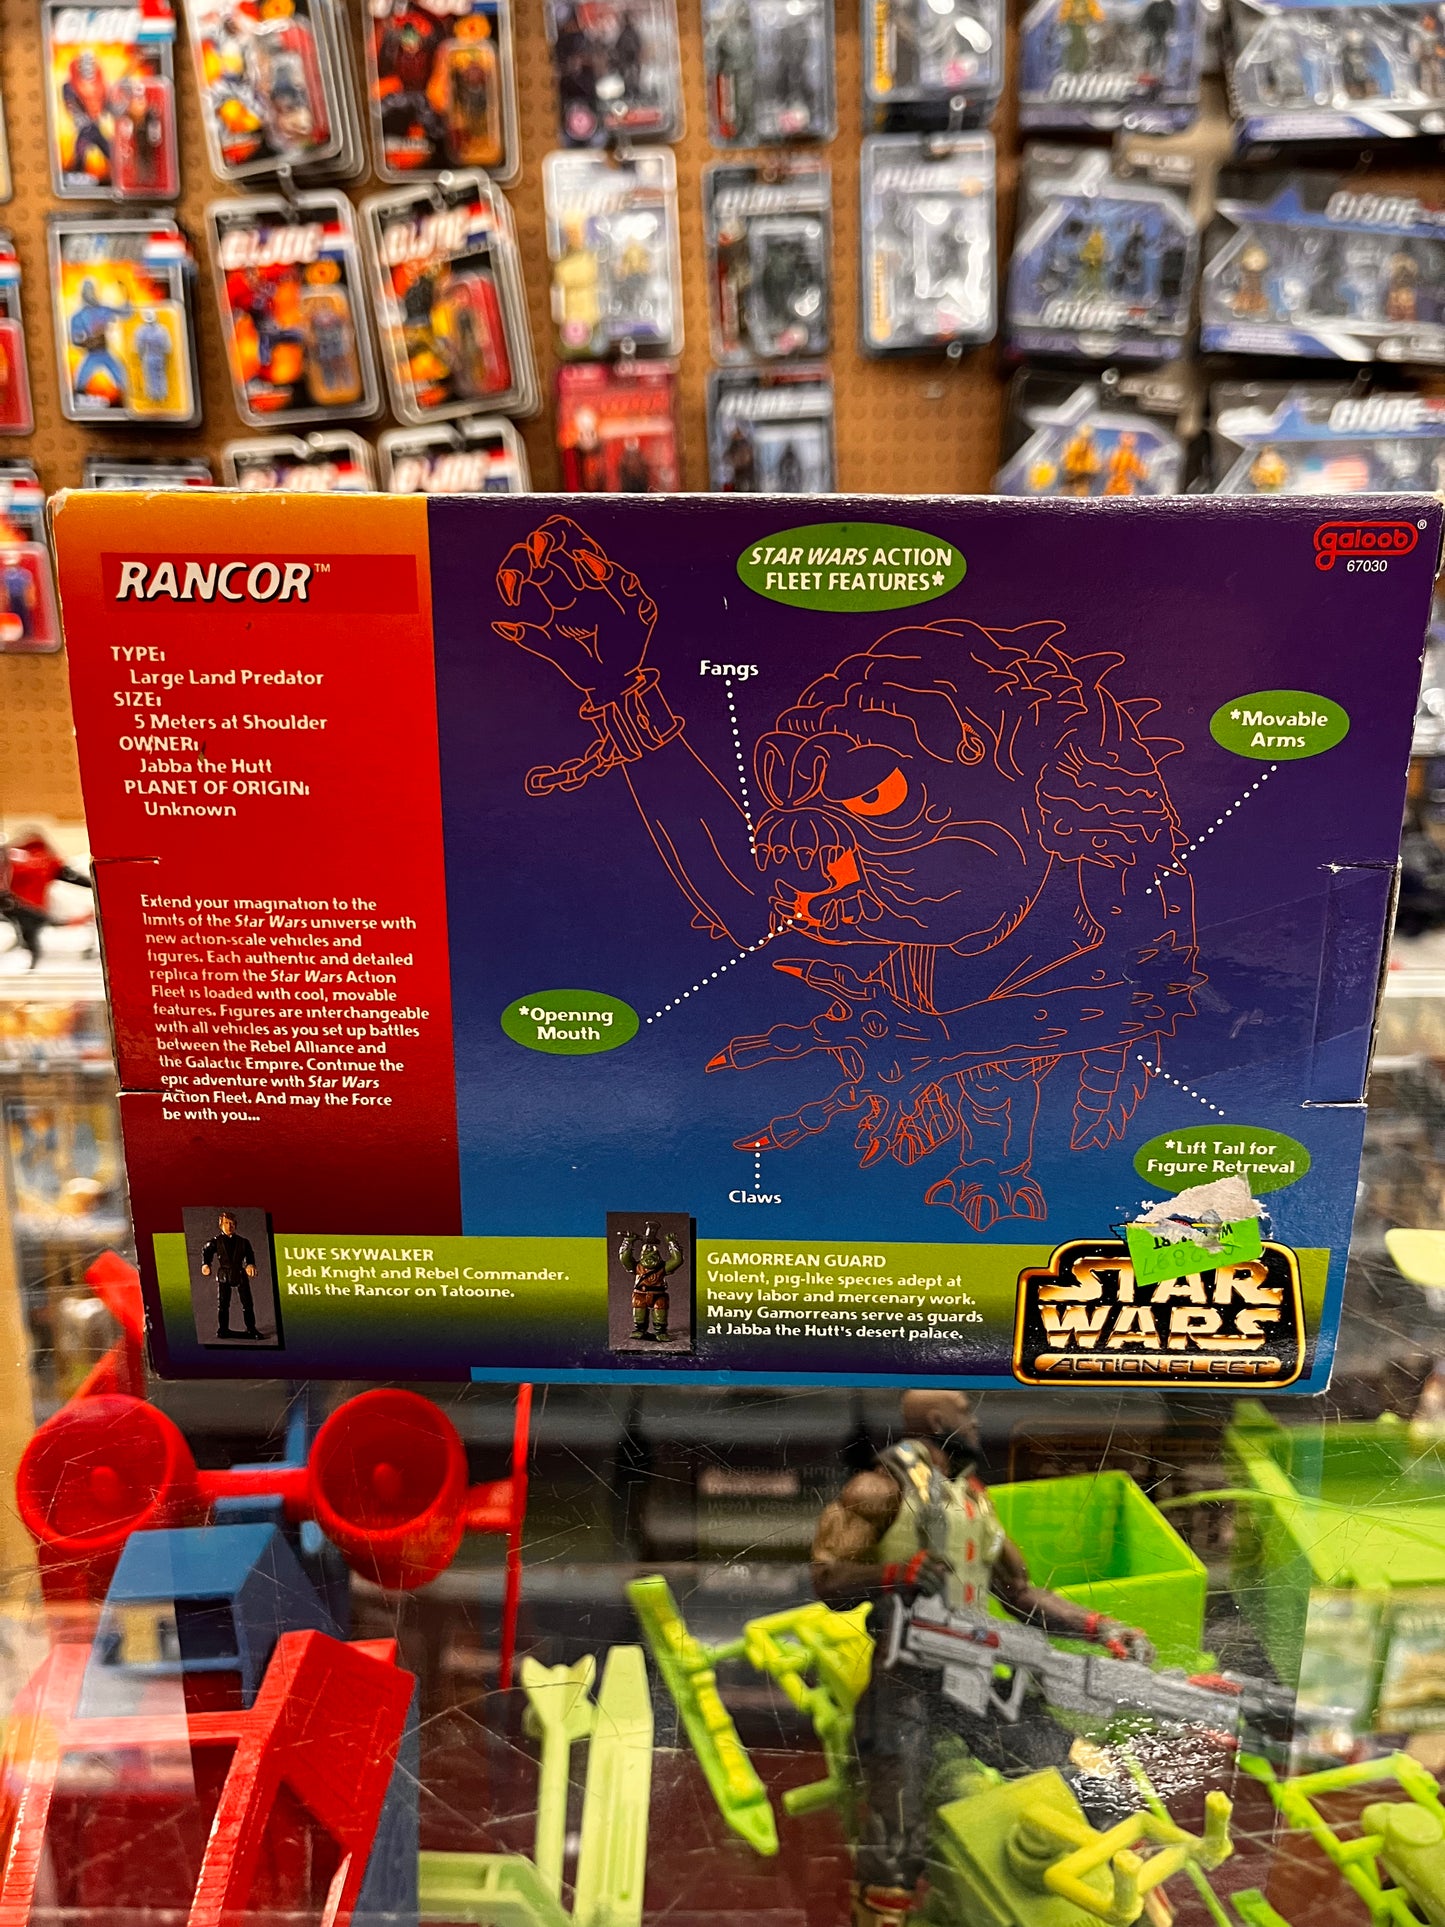 G.I.JOE
G.I.JOE
G.I.JOE
RANCOR™
TYPE:
Large Land Predator
SIZE:
5 Meters at Shoulder
OWNER:
Jabba the Hutt
PLANET OF ORIGIN:
Unknown
Extend your imagination to the
limits of the Star Wars universe with
new action-scale vehicles and
figures. Each authentic and detailed
replica from the Star Wars Action
Fleet is loaded with cool, movable
features. Figures are interchangeable
with all vehicles as you set up battles
between the Rebel Alliance and
the Galactic Empire. Continue the
epic adventure with Star Wars
Action Fleet. And may the Force
be with you...
STAR WARS ACTION
FLEET FEATURES*
galoob®
67030
Fangs
*Movable
Arms
*Opening
Mouth
*Lift Tail for
Figure Retrieval
Claws
LUKE SKYWALKER
Jedi Knight and Rebel Commander.
Kills the Rancor on Tatooine.
GAMORREAN GUARD
Violent, pig-like species adept at
heavy labor and mercenary work.
Many Gamorreans serve as guards
at Jabba the Hutt's desert palace.
STAR
WARS
ACTION FLEET